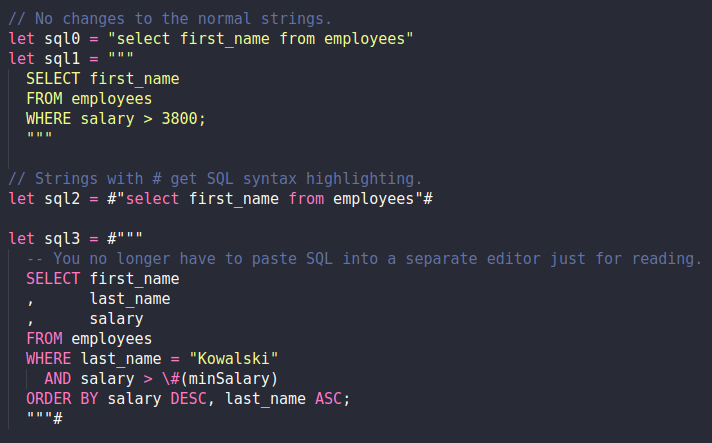 // No changes to the normal strings.
let sql0 = "select first_name from employees"
let sql1 = """
  SELECT first_name
  FROM employees
  WHERE salary > 3800;
  """

// Strings with # get SQL syntax highlighting.
let sql2 = #"select first_name from employees"#

let sql3 = #"""
  -- You no longer have to paste SQL into a separate editor just for reading.
  SELECT first_name
  ,      last_name
  ,      salary
  FROM employees
  WHERE last_name = "Kowalski"
    AND salary > \#(minSalary)
  ORDER BY salary DESC, last_name ASC;
  """#